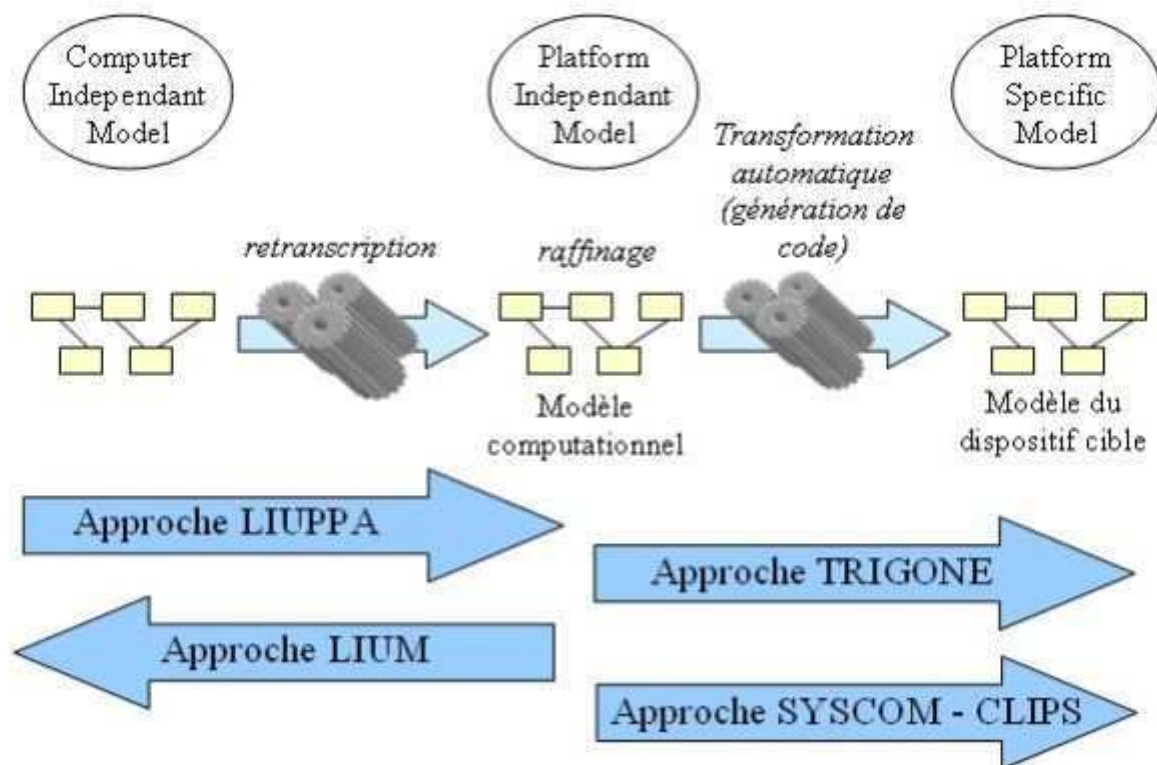 Computer
Independant
Model
Platform
Independant
Model
Platform
Specific
Model
Transformation
automatique
(génération de
code)
retranscription
raffinage
Modèle
computationnel
Modèle du
dispositif cible
Approche LIUPPA
Approche TRIGONE
Approche LIUM
Approche SYSCOM - CLIPS